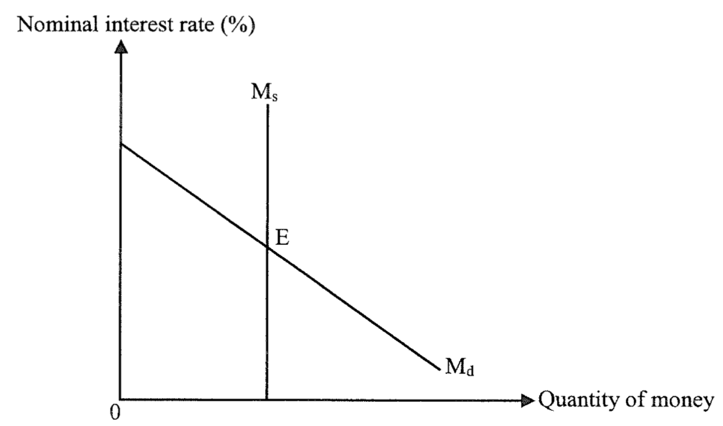 Nominal interest rate (%)
Ms
E
Md
Quantity of money
0